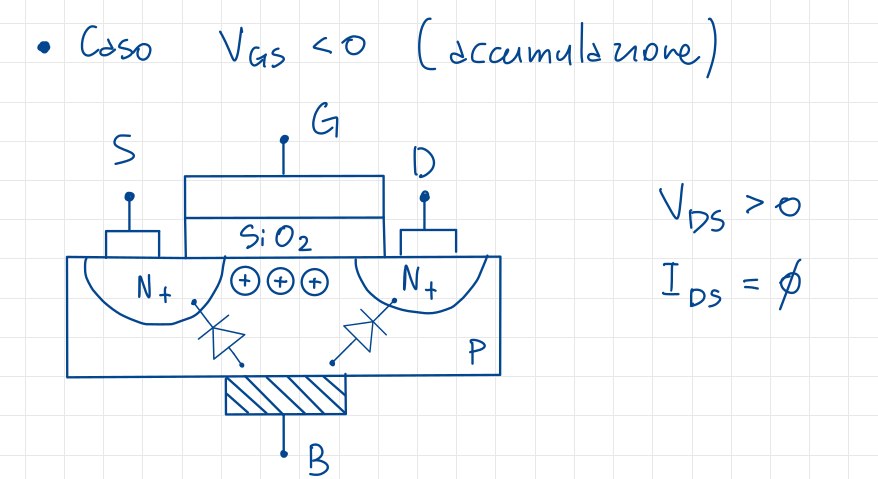 • Caso V_GS < 0 (accumulazione)
G
S
D
V_DS > 0
SiO₂
N+
+ + +
N+
I_DS = ∅
P
B